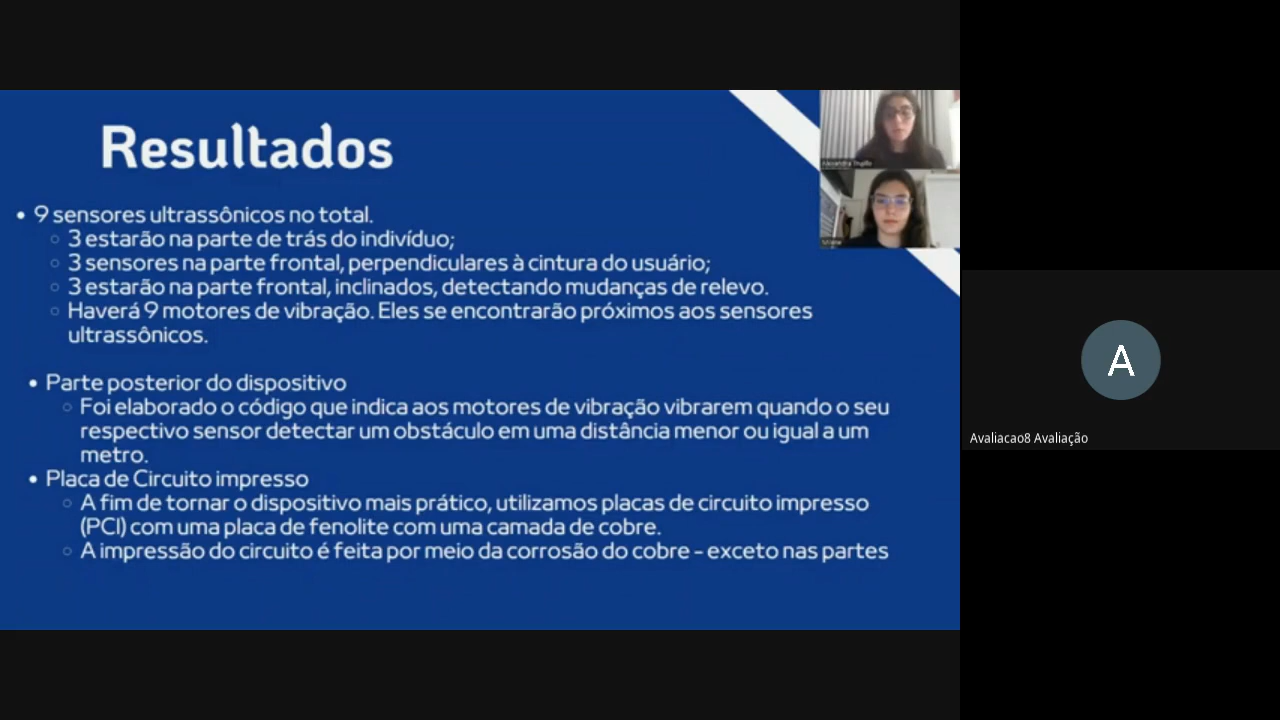 Resultados
• 9 sensores ultrassônicos no total.
◦ 3 estarão na parte de trás do indivíduo;
◦ 3 sensores na parte frontal, perpendiculares à cintura do usuário;
◦ 3 estarão na parte frontal, inclinados, detectando mudanças de relevo.
◦ Haverá 9 motores de vibração. Eles se encontrarão próximos aos sensores
ultrassônicos.
• Parte posterior do dispositivo
◦ Foi elaborado o código que indica aos motores de vibração vibrarem quando o seu
respectivo sensor detectar um obstáculo em uma distância menor ou igual a um
metro.
• Placa de Circuito impresso
◦ A fim de tornar o dispositivo mais prático, utilizamos placas de circuito impresso
(PCI) com uma placa de fenolite com uma camada de cobre.
◦ A impressão do circuito é feita por meio da corrosão do cobre - exceto nas partes
A
Avaliacao8 Avaliação